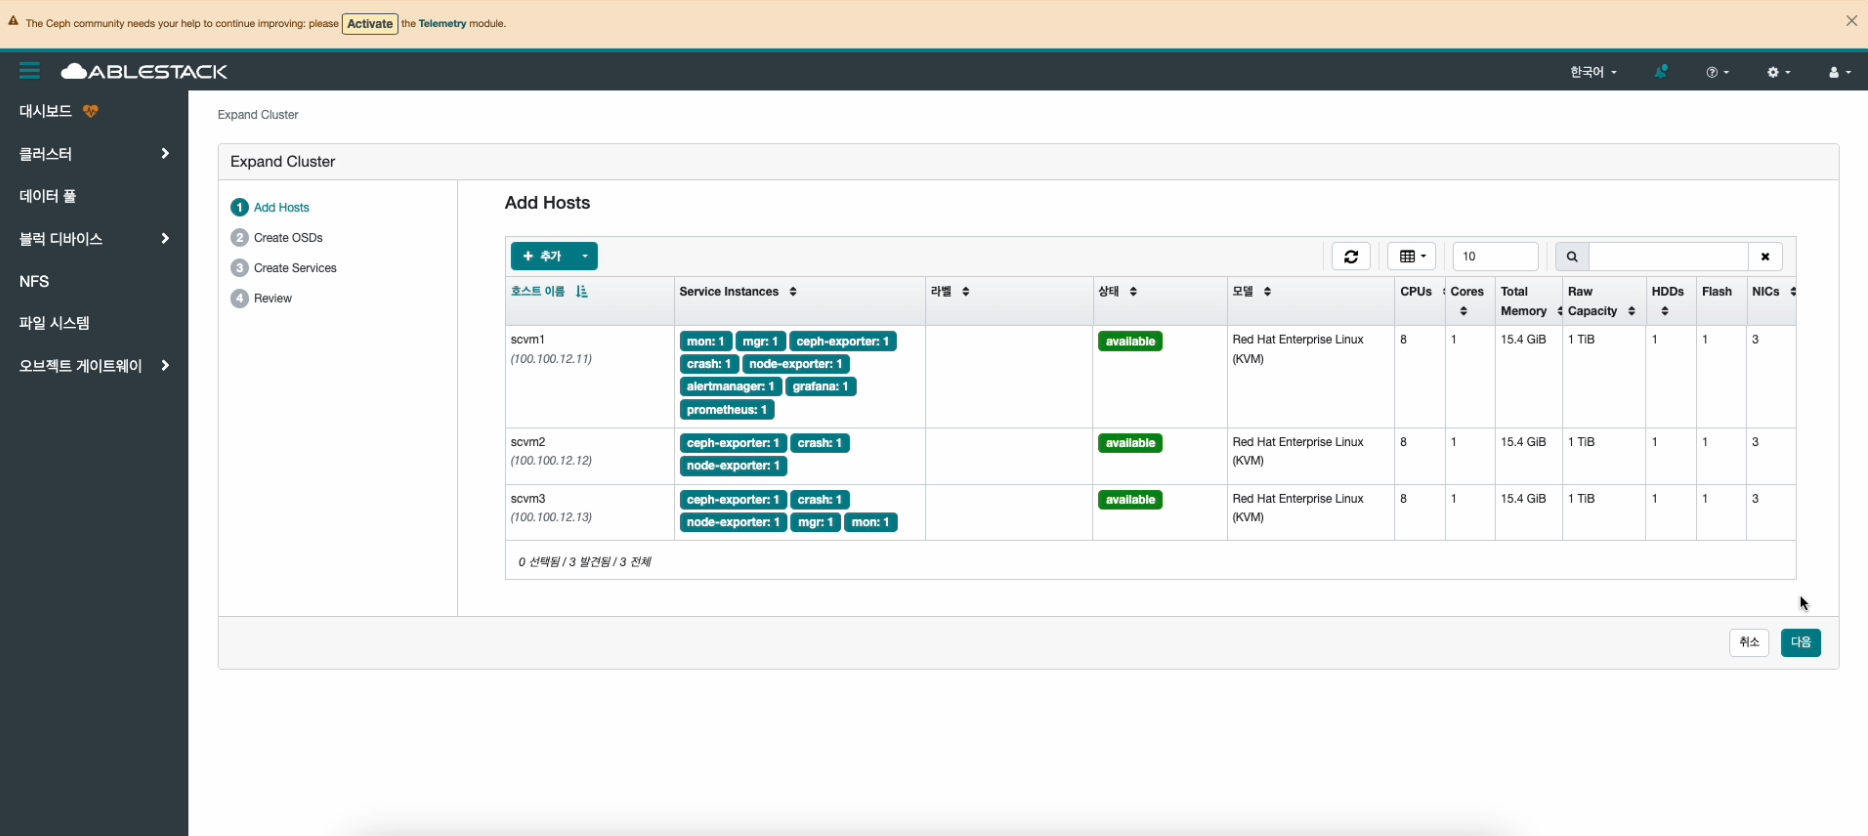 The Ceph community needs your help to continue improving: please Activate the Telemetry module.
ABLESTACK
한국어
대시보드
클러스터
데이터 풀
블럭 디바이스
NFS
파일 시스템
오브젝트 게이트웨이
Expand Cluster
Expand Cluster
1 Add Hosts
2 Create OSDs
3 Create Services
4 Review
Add Hosts
추가
10
호스트 이름 Service Instances 라벨 상태 모델 CPUs Cores Total Memory Raw Capacity HDDs Flash NICs
scvm1 mon: 1 mgr: 1 ceph-exporter: 1 available Red Hat Enterprise Linux 8 1 15.4 GiB 1 TiB 1 1 3
(100.100.12.11) crash: 1 node-exporter: 1 (KVM)
alertmanager: 1 grafana: 1
prometheus: 1
scvm2 ceph-exporter: 1 crash: 1 available Red Hat Enterprise Linux 8 1 15.4 GiB 1 TiB 1 1 3
(100.100.12.12) node-exporter: 1 (KVM)
scvm3 ceph-exporter: 1 crash: 1 available Red Hat Enterprise Linux 8 1 15.4 GiB 1 TiB 1 1 3
(100.100.12.13) node-exporter: 1 mgr: 1 mon: 1 (KVM)
0 선택됨 / 3 발견됨 / 3 전체
취소 다음